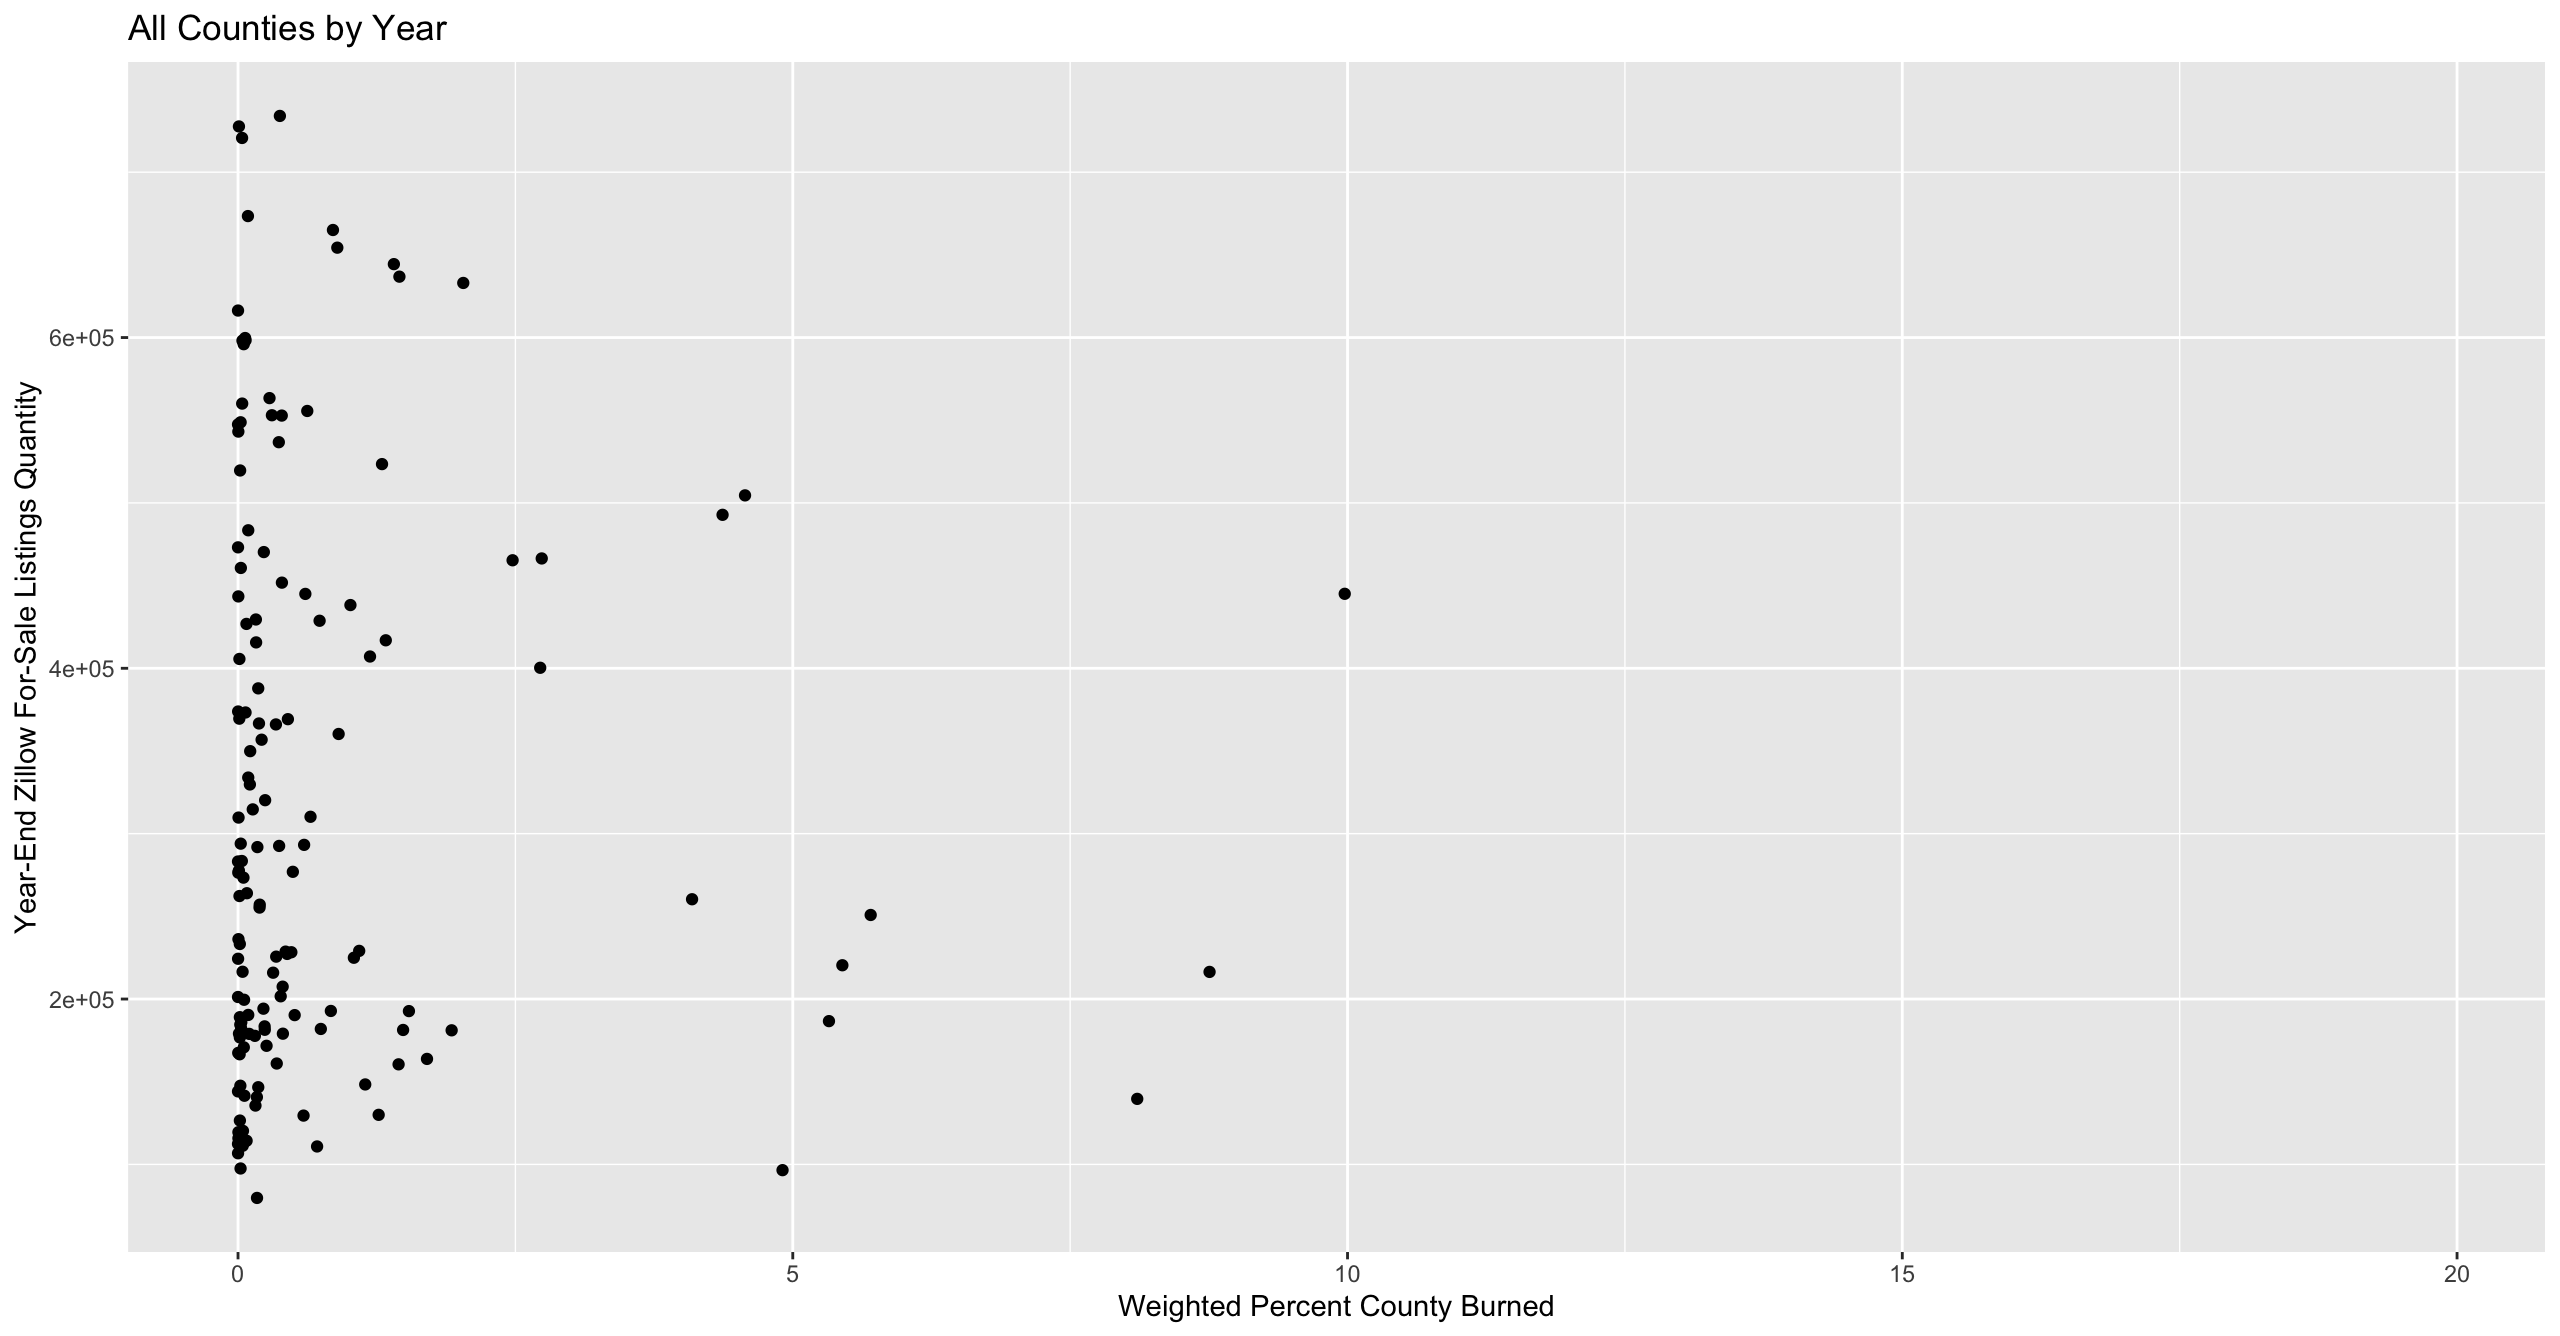 All Counties by Year
Year-End Zillow For-Sale Listings Quantity
6e+05
4e+05
2e+05
0
5
10
15
20
Weighted Percent County Burned